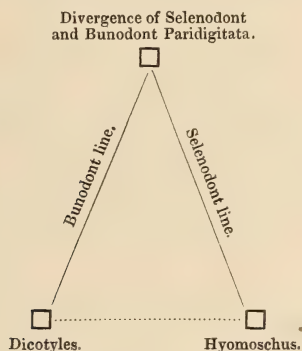 Divergence of Selenodont
and Bunodont Paridigitata.
Bunodont line.
Selenodont line.
Dicotyles.
Hyomoschus.